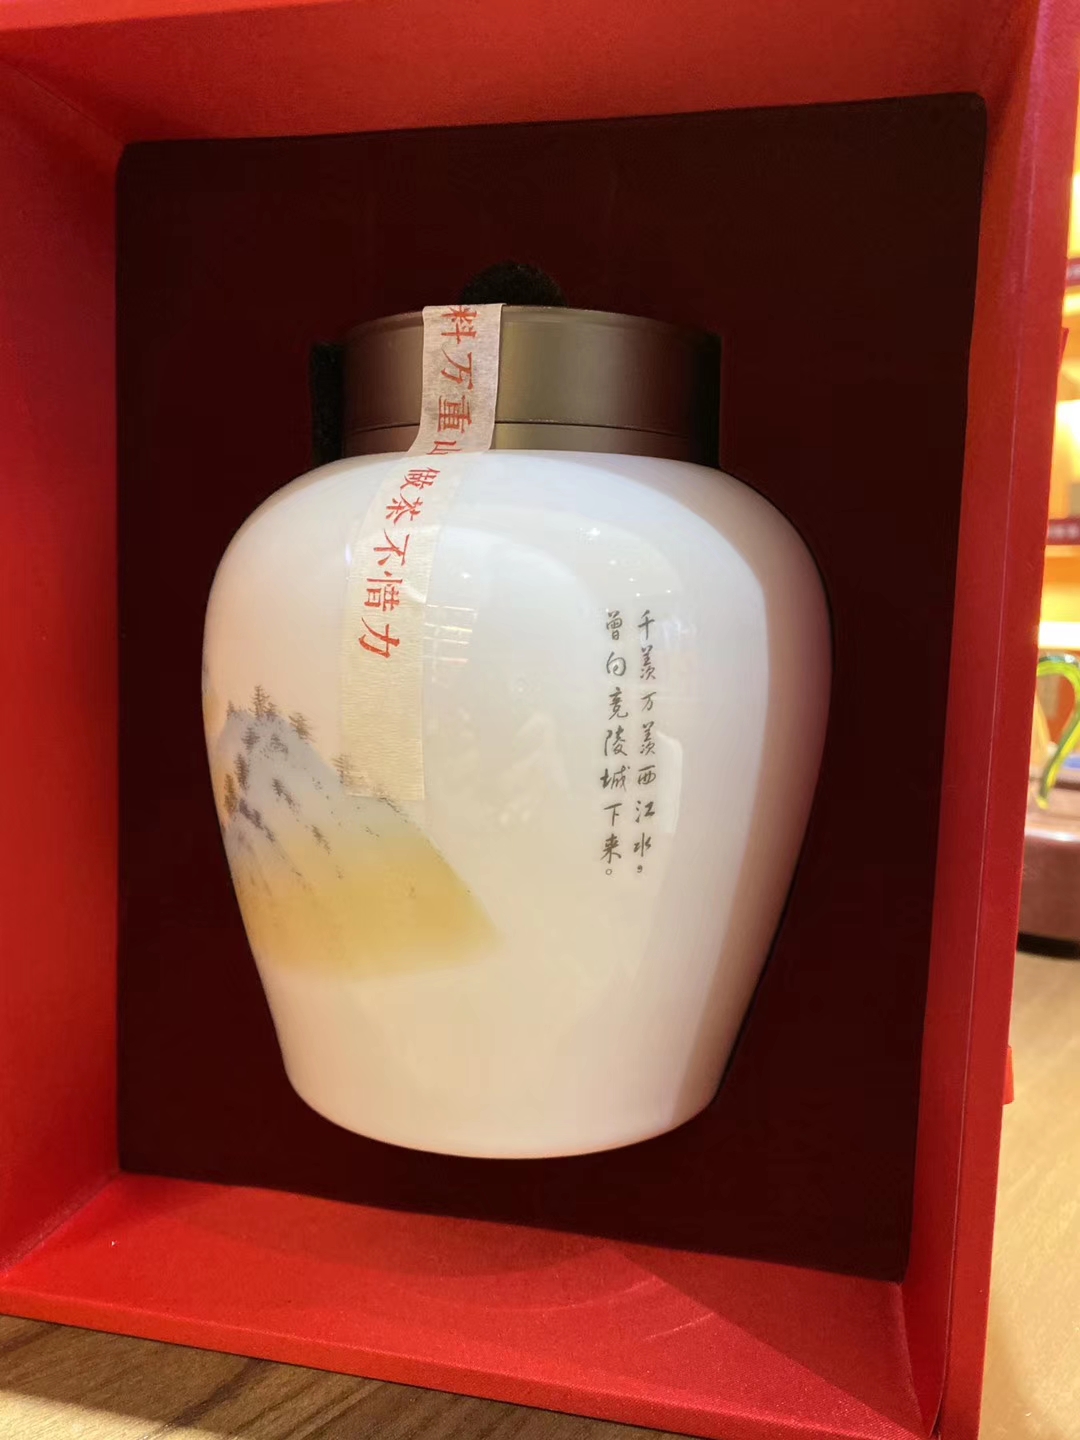 料万重山做茶不惜力
千羡万羡西江水。
曾向竞陵城下来。